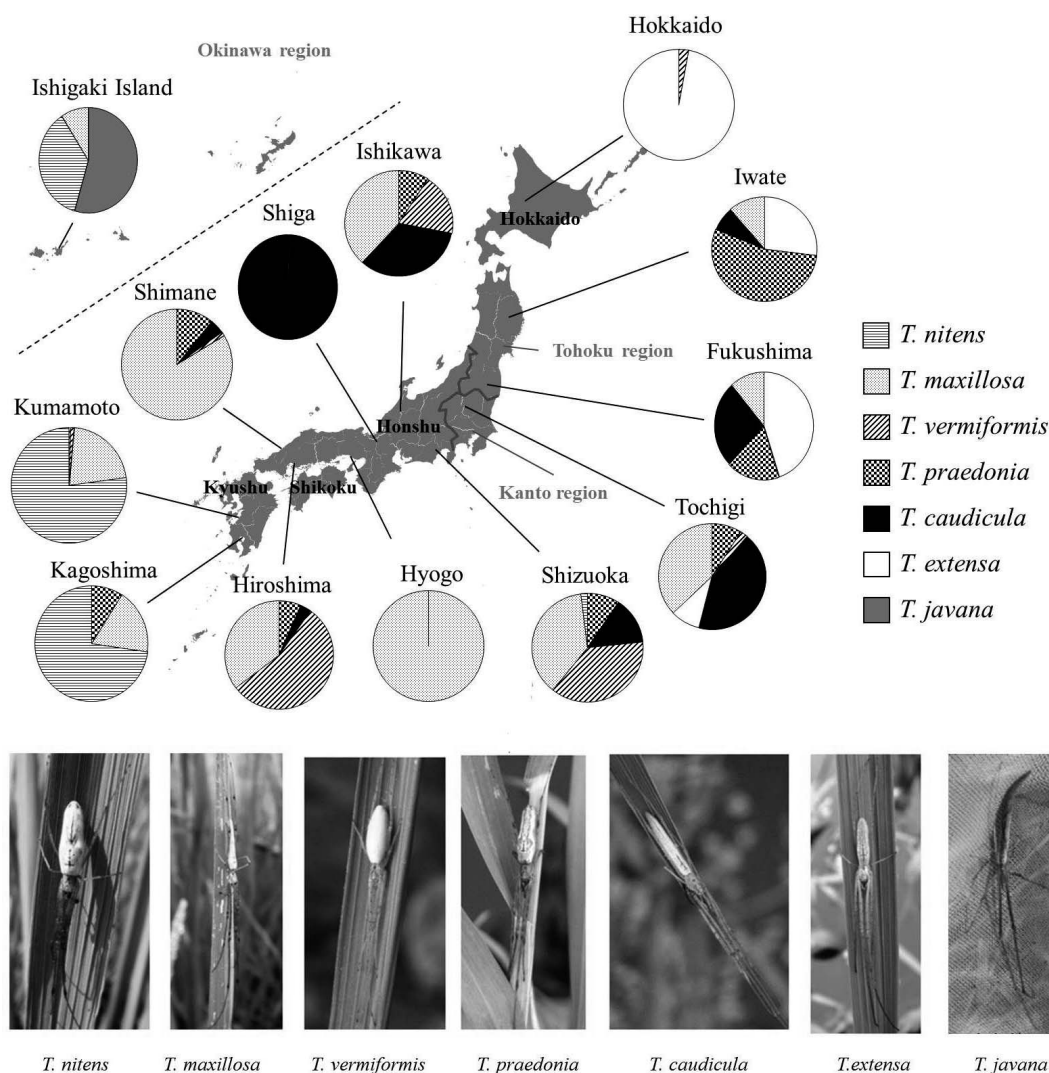 Okinawa region
Hokkaido
Ishigaki Island
Ishikawa
Iwate
Shiga
Hokkaido
Shimane
Tohoku region
Fukushima
T. nitens
T. maxillosa
T. vermiformis
T. praedonia
T. caudicula
T. extensa
T. javana
Kumamoto
Honshu
Kyushu
Shikoku
Kanto region
Tochigi
Kagoshima
Hiroshima
Hyogo
Shizuoka
T. nitens
T. maxillosa
T. vermiformis
T. praedonia
T. caudicula
T.extensa
T. javana